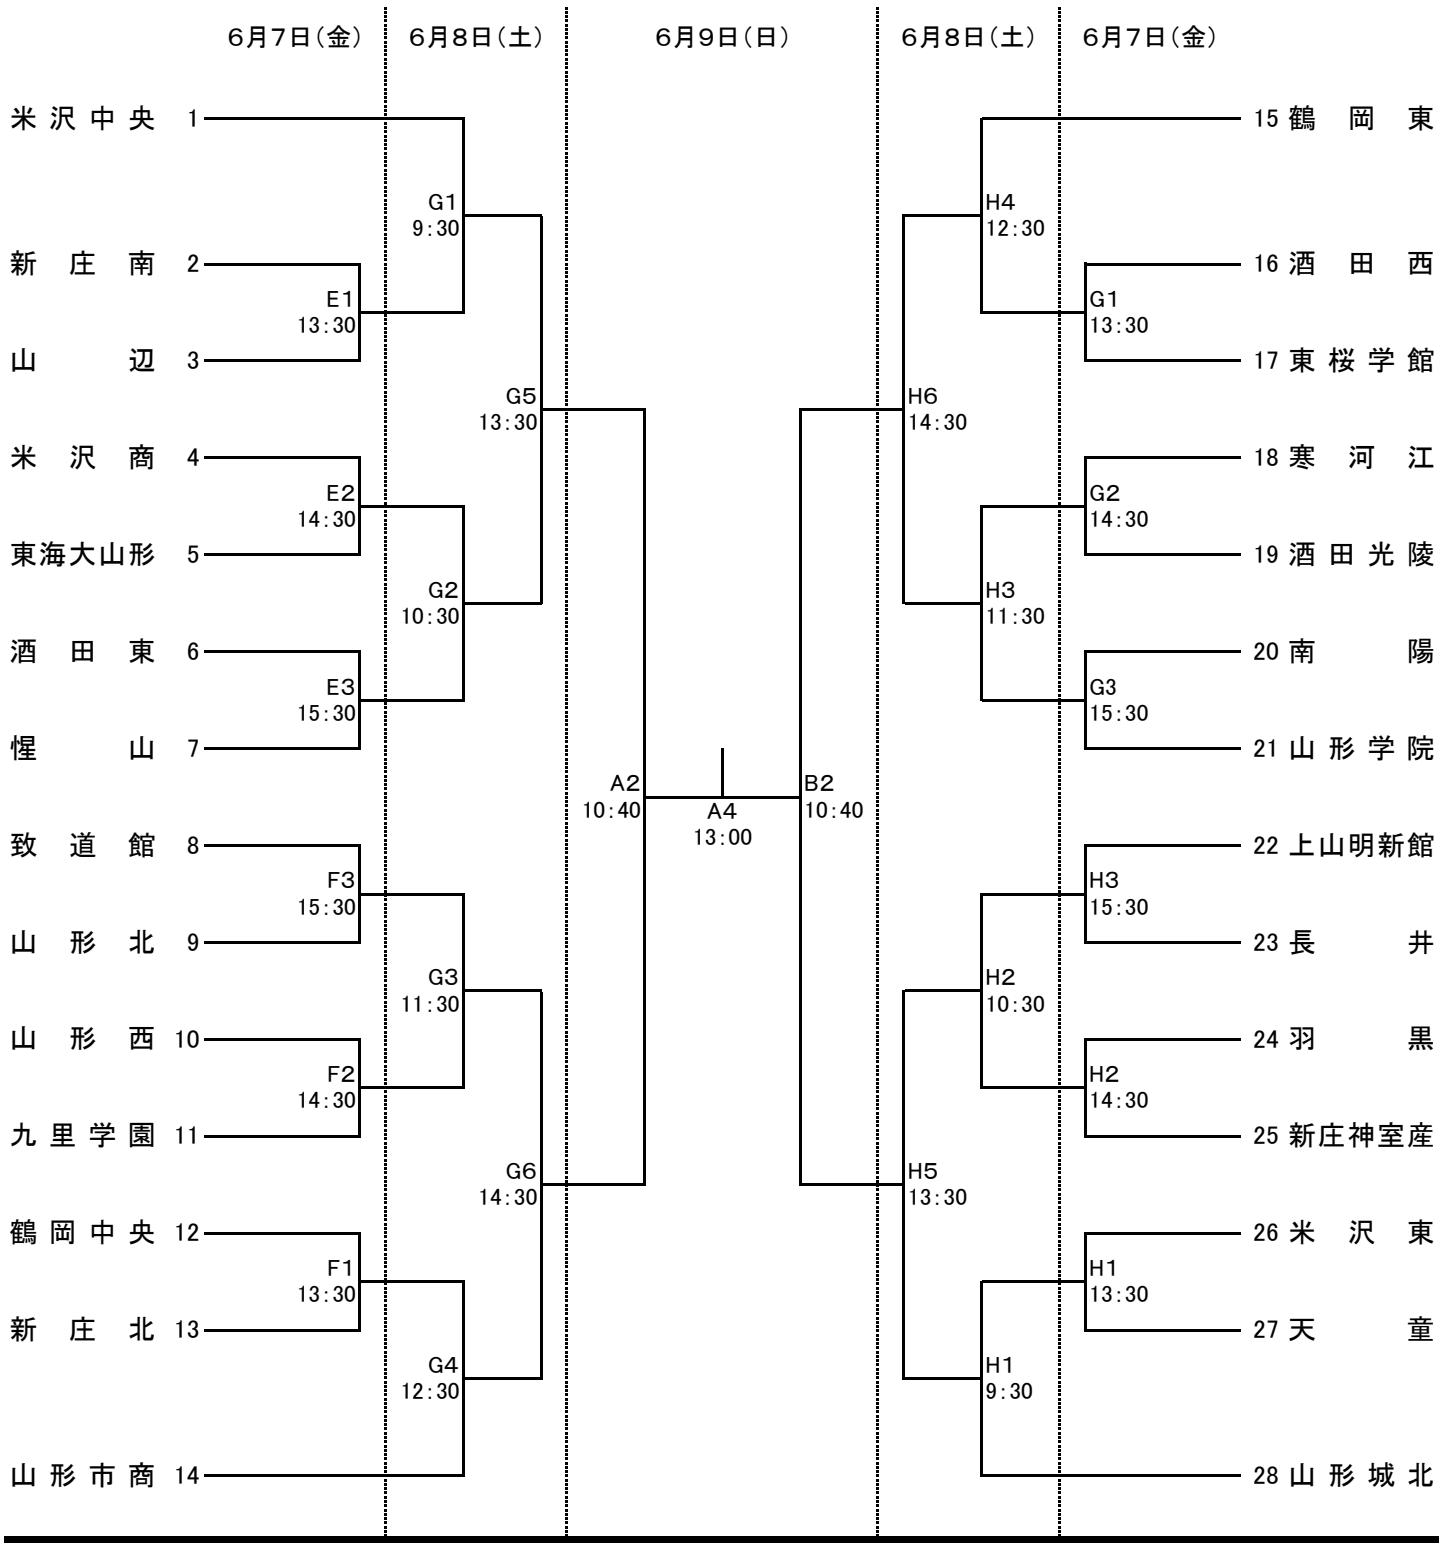 6月7日(金) 6月8日(土) 6月9日(日) 6月8日(土) 6月7日(金)
米沢中央 1
15 鶴岡東
G1
9:30
H4
12:30
新庄南 2
16 酒田西
E1
13:30
G1
13:30
山辺 3
17 東桜学館
G5
13:30
H6
14:30
米沢商 4
18 寒河江
E2
14:30
G2
14:30
東海大山形 5
19 酒田光陵
G2
10:30
H3
11:30
酒田東 6
20 南陽
E3
15:30
G3
15:30
惺山 7
21 山形学院
A2
10:40
A4
13:00
B2
10:40
致道館 8
22 上山明新館
F3
15:30
H3
15:30
山形北 9
23 長井
G3
11:30
H2
10:30
山形西 10
24 羽黒
F2
14:30
H2
14:30
九里学園 11
25 新庄神室産
G6
14:30
H5
13:30
鶴岡中央 12
26 米沢東
F1
13:30
H1
13:30
新庄北 13
27 天童
G4
12:30
H1
9:30
山形市商 14
28 山形城北